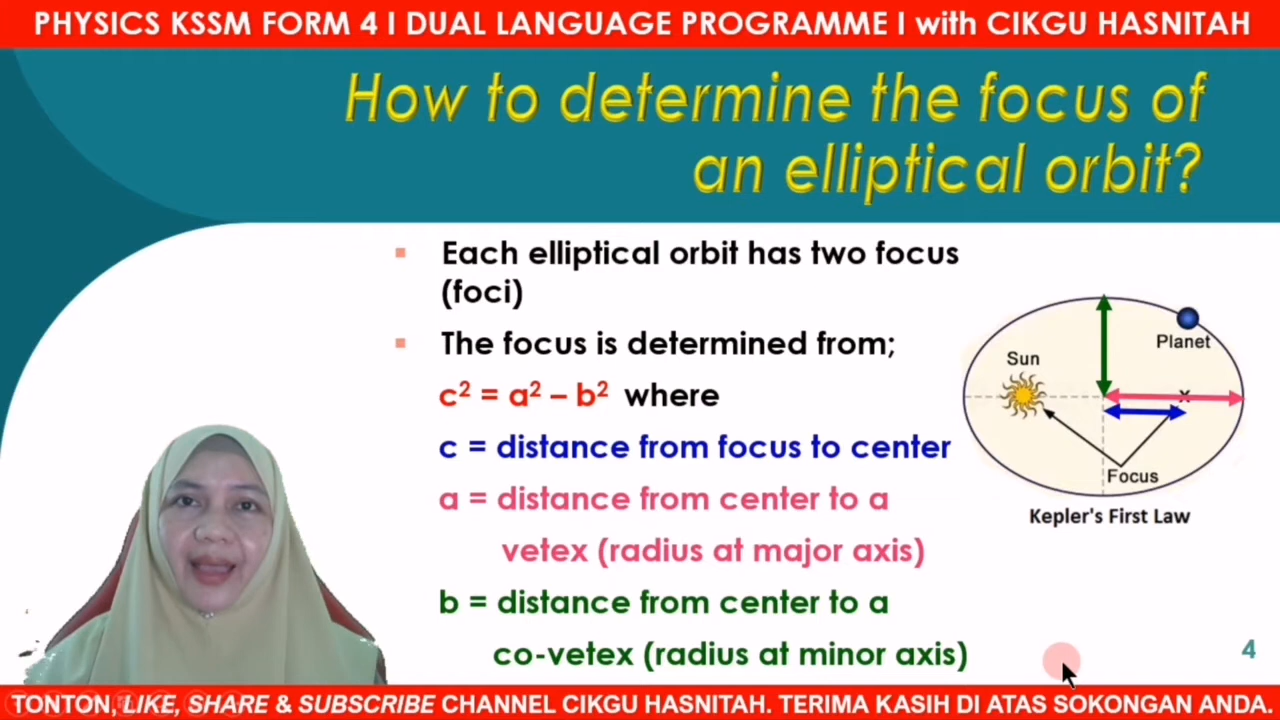 PHYSICS KSSM FORM 4 I DUAL LANGUAGE PROGRAMME I with CIKGU HASNITAH
How to determine the focus of
an elliptical orbit?
▪ Each elliptical orbit has two focus
(foci)
▪ The focus is determined from;
c² = a² – b² where
c = distance from focus to center
a = distance from center to a
vetex (radius at major axis)
b = distance from center to a
co-vetex (radius at minor axis)
Planet
Sun
x
Focus
Kepler's First Law
4
TONTON, LIKE, SHARE & SUBSCRIBE CHANNEL CIKGU HASNITAH. TERIMA KASIH DI ATAS SOKONGAN ANDA.